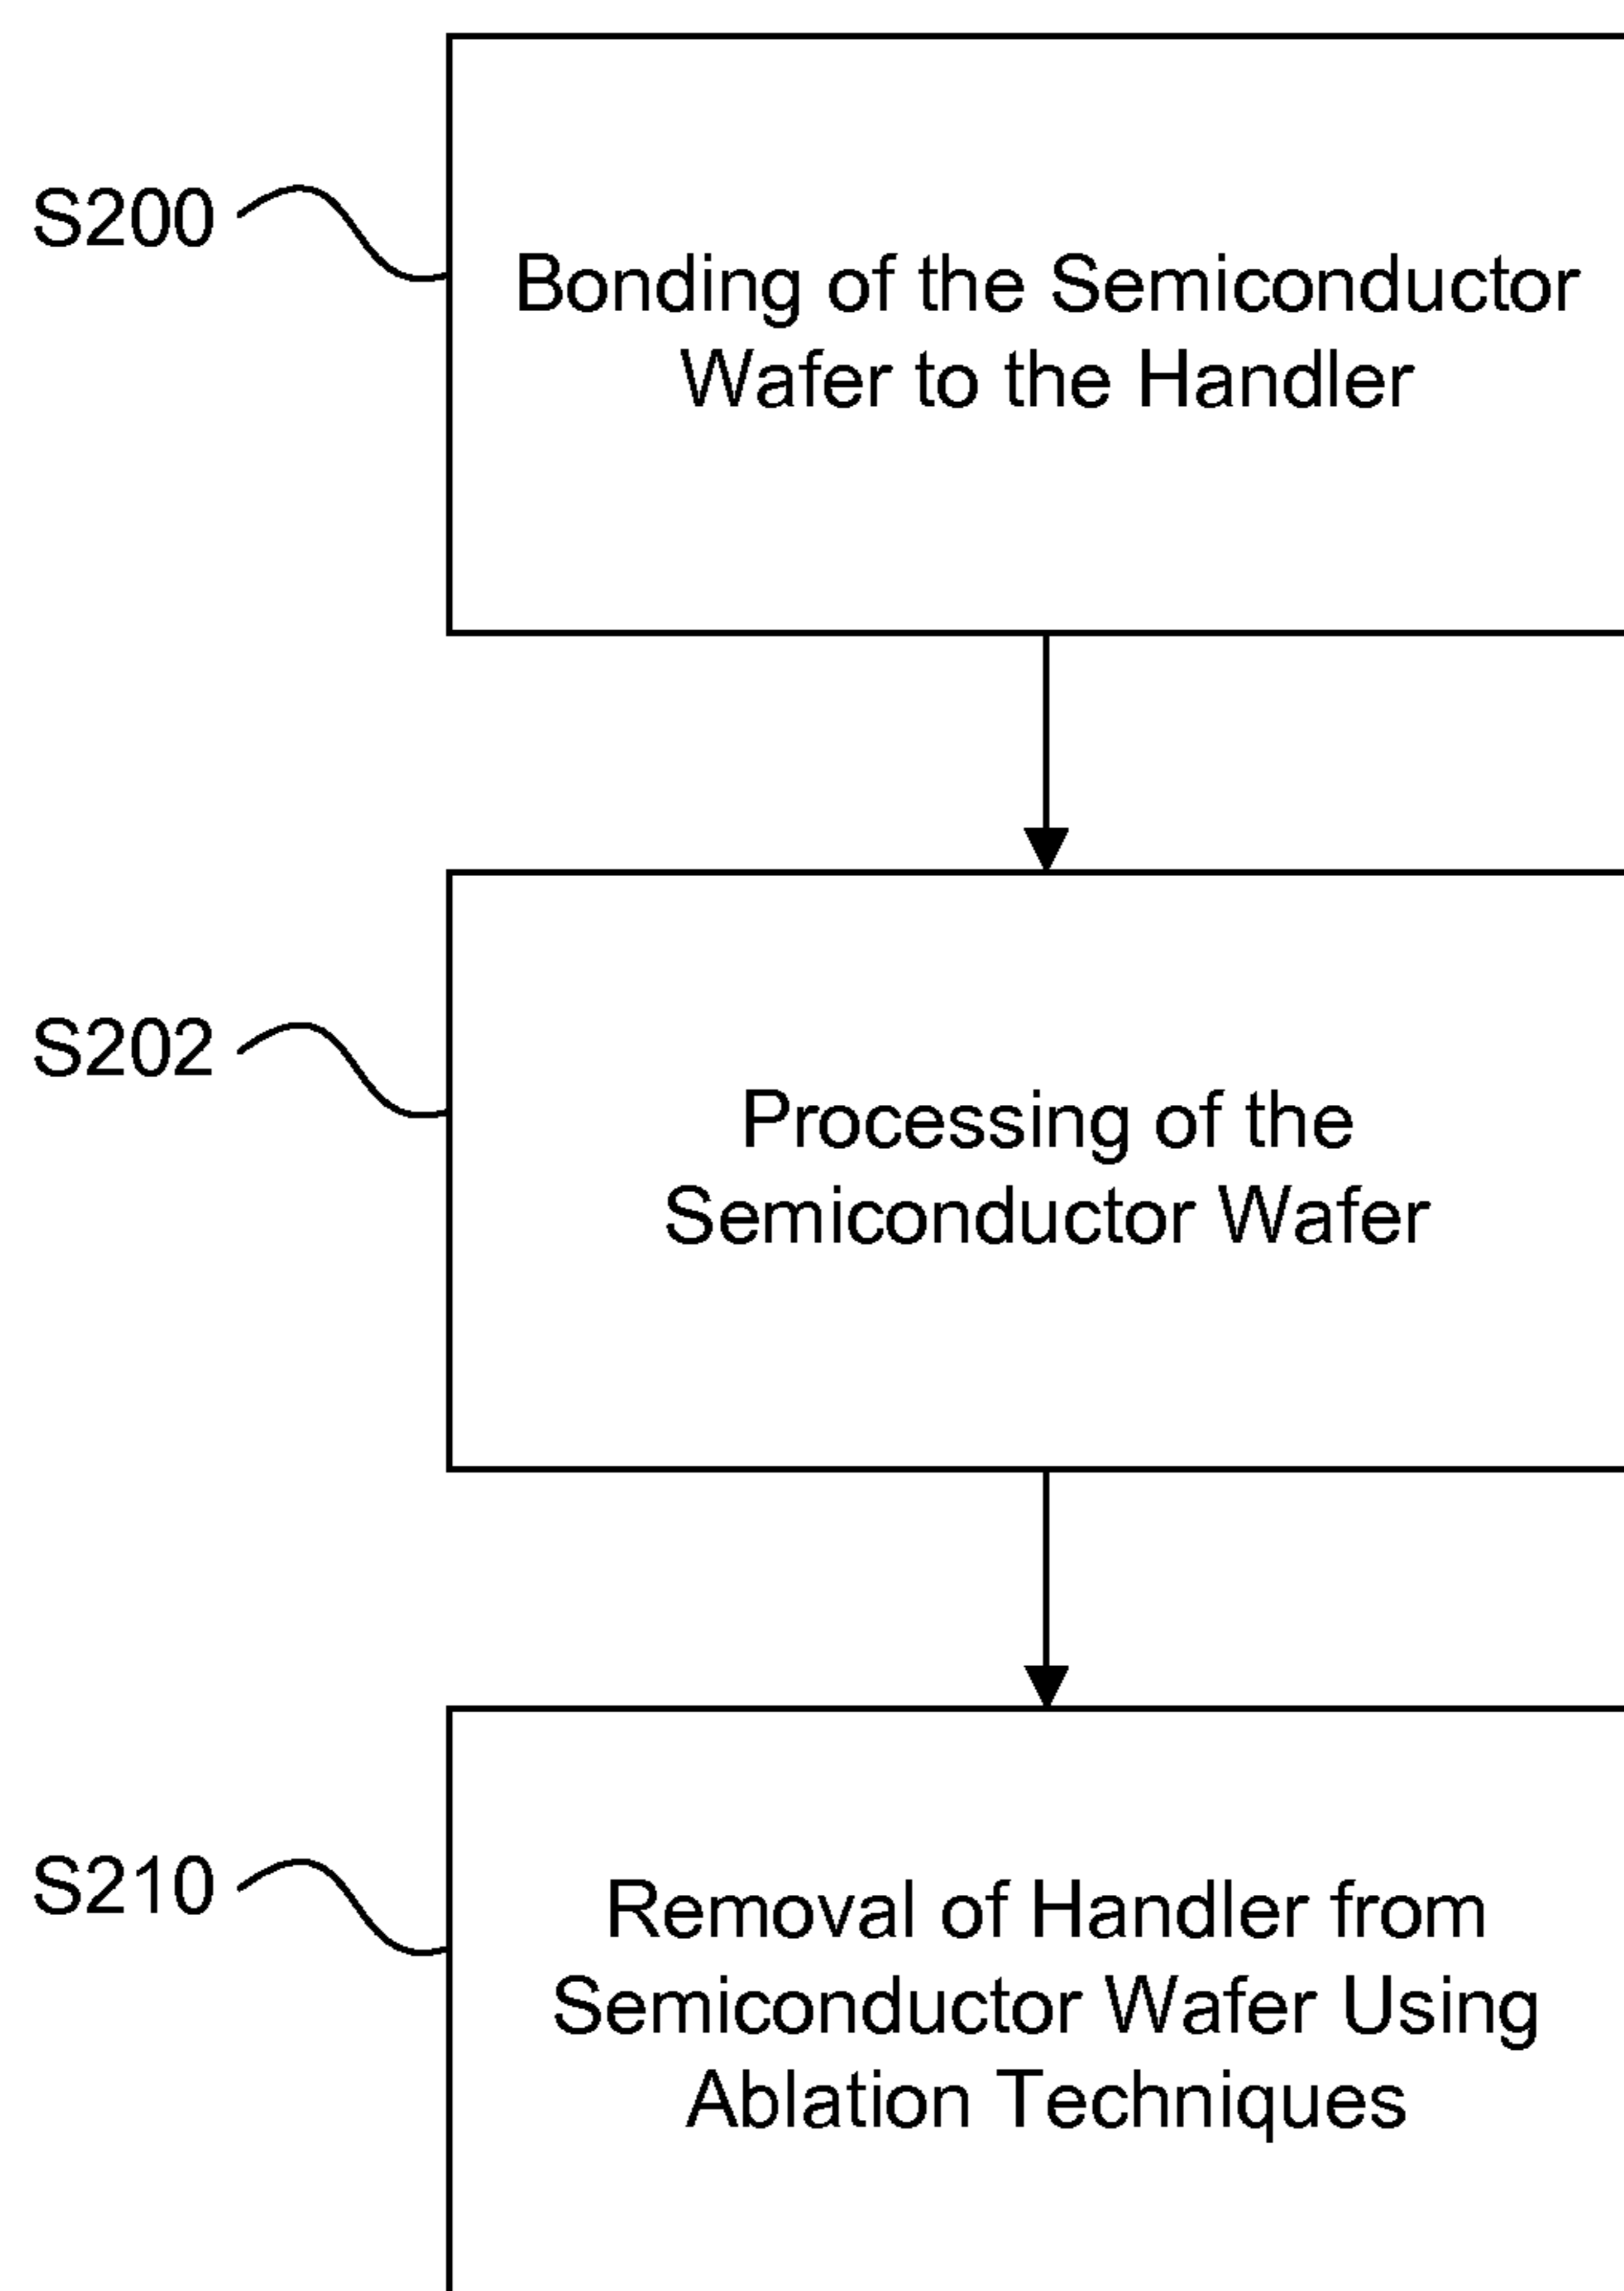 S200
Bonding of the Semiconductor
Wafer to the Handler
S202
Processing of the
Semiconductor Wafer
S210
Removal of Handler from
Semiconductor Wafer Using
Ablation Techniques